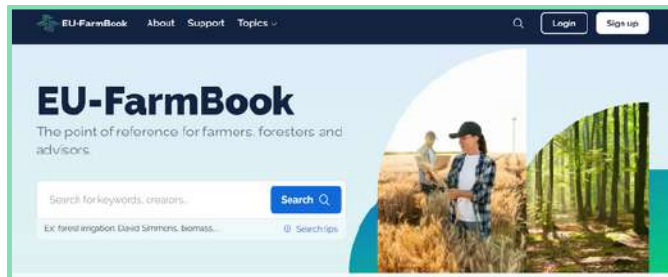 EU-FarmBook About Support Topics Login Sign up
EU-FarmBook
The point of reference for farmers, foresters and
advisors.
Search for keywords, creators... Search
Ex: forest irrigation, David Simmons, biomass, ... Search tips